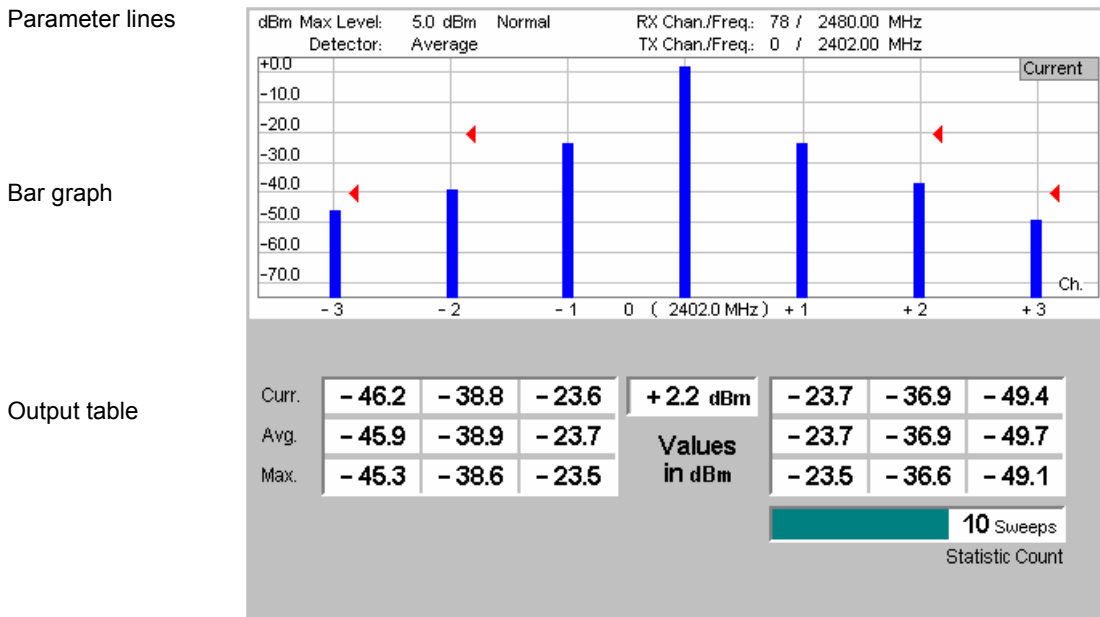 Parameter lines
dBm Max Level: 5.0 dBm Normal RX Chan./Freq.: 78 / 2480.00 MHz
Detector: Average TX Chan./Freq.: 0 / 2402.00 MHz
+0.0
Current
-10.0
-20.0
-30.0
Bar graph
-40.0
-50.0
-60.0
-70.0
Ch.
-3 -2 -1 0 ( 2402.0 MHz ) +1 +2 +3
Output table
Curr. -46.2 -38.8 -23.6 +2.2 dBm -23.7 -36.9 -49.4
Avg. -45.9 -38.9 -23.7 Values -23.7 -36.9 -49.7
Max. -45.3 -38.6 -23.5 in dBm -23.5 -36.6 -49.1
10 Sweeps
Statistic Count